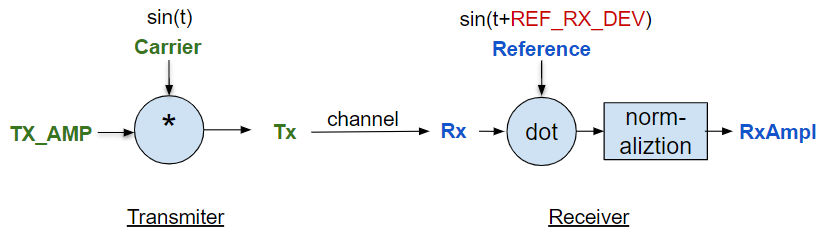 sin(t)
Carrier
sin(t+REF_RX_DEV)
Reference
TX_AMP
*
Tx
channel
Rx
dot
norm-
aliztion
RxAmpl
Transmiter
Receiver